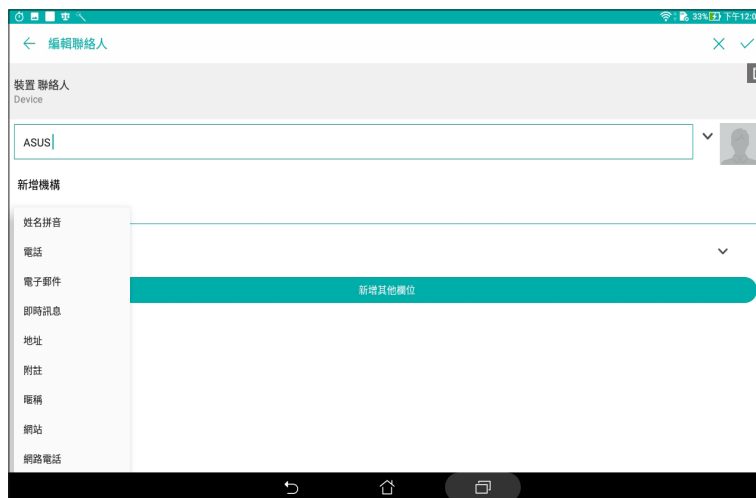 33% 下午12:0
編輯聯絡人
裝置 聯絡人
Device
ASUS
新增機構
姓名拼音
電話
電子郵件
新增其他欄位
即時訊息
地址
附註
暱稱
網站
網路電話